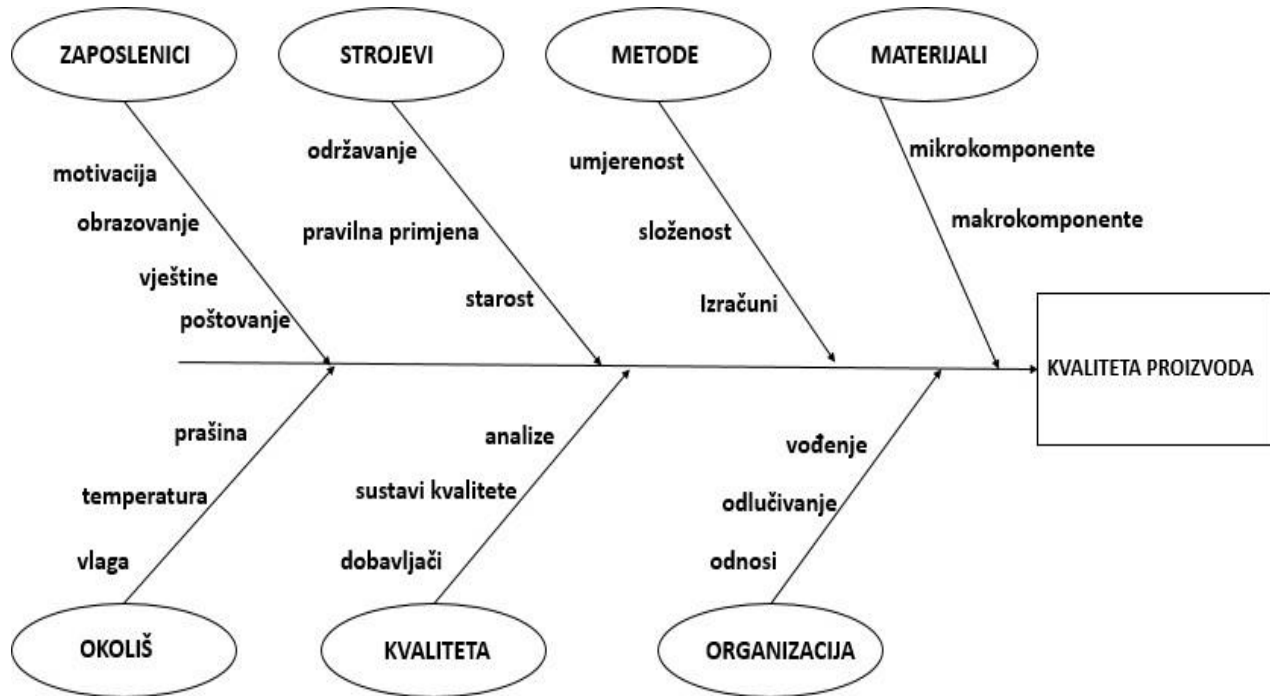 ZAPOSLENICI
STROJEVI
METODE
MATERIJALI
motivacija
obrazovanje
vještine
poštovanje
održavanje
pravilna primjena
starost
umjerenost
složenost
Izračuni
mikrokomponente
makrokomponente
KVALITETA PROIZVODA
prašina
temperatura
vlaga
analize
sustavi kvalitete
dobavljači
vođenje
odlučivanje
odnosi
OKOLIŠ
KVALITETA
ORGANIZACIJA